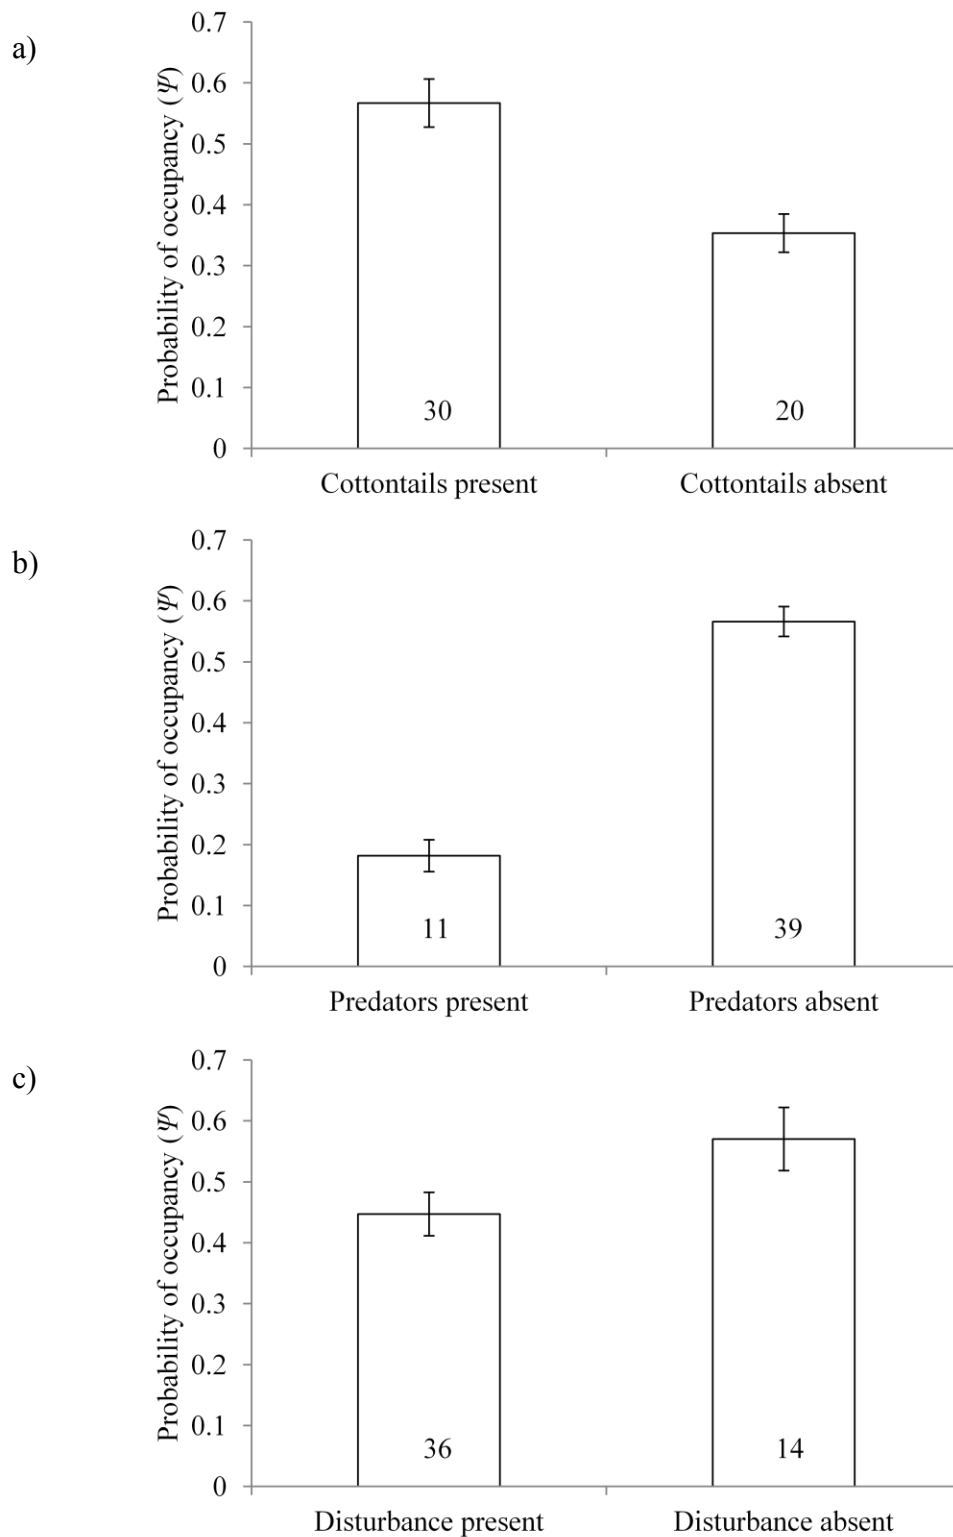 a)
Probability of occupancy (Ψ)
0.7
0.6
0.5
0.4
0.3
0.2
0.1
0
30
20
Cottontails present
Cottontails absent
b)
Probability of occupancy (Ψ)
0.7
0.6
0.5
0.4
0.3
0.2
0.1
0
11
39
Predators present
Predators absent
c)
Probability of occupancy (Ψ)
0.7
0.6
0.5
0.4
0.3
0.2
0.1
0
36
14
Disturbance present
Disturbance absent